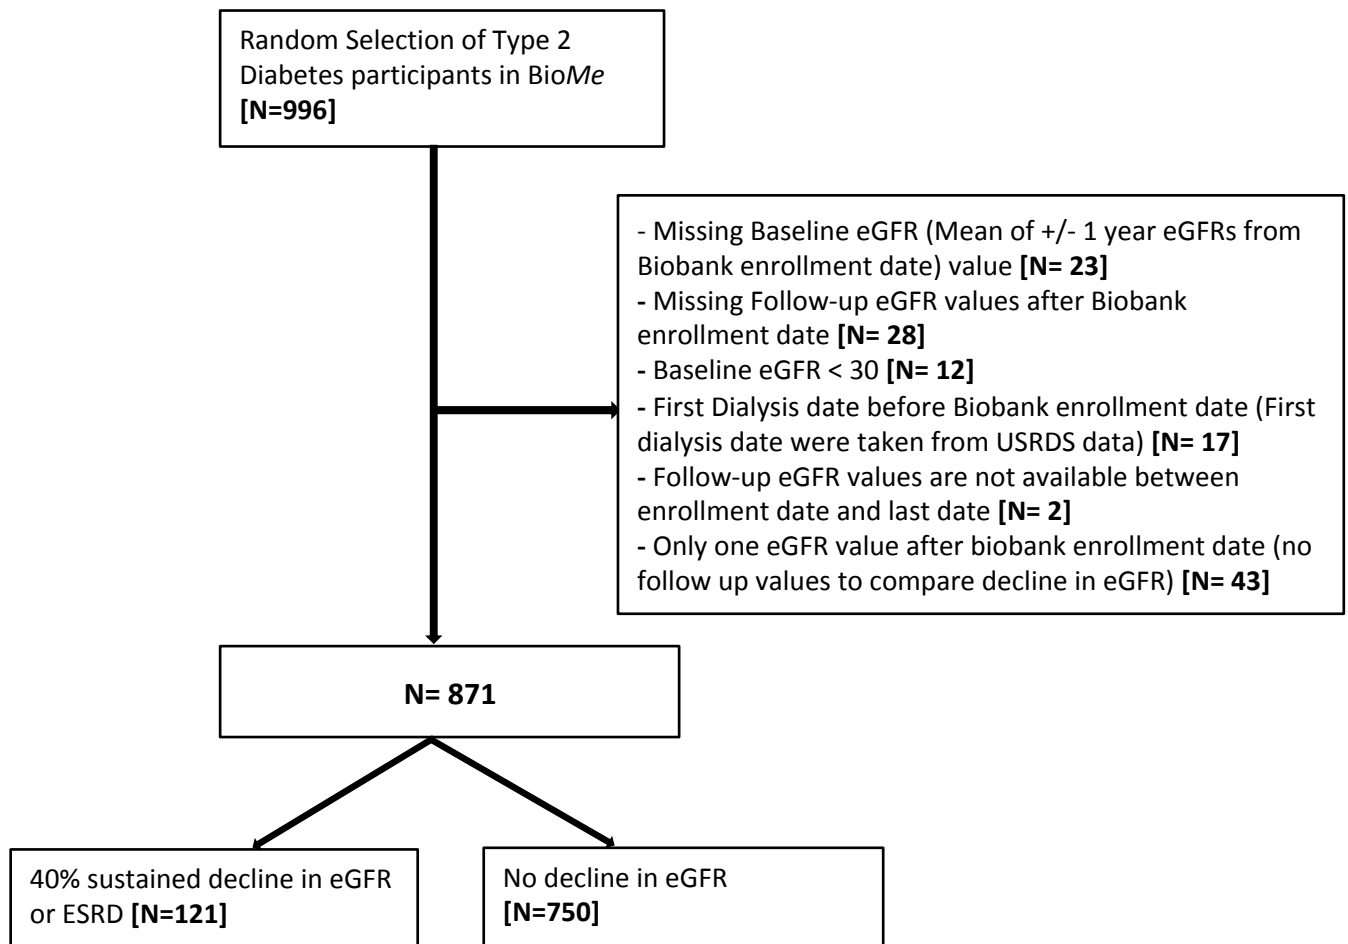 Random Selection of Type 2
Diabetes participants in BioMe
[N=996]
- Missing Baseline eGFR (Mean of +/- 1 year eGFRs from
Biobank enrollment date) value [N= 23]
- Missing Follow-up eGFR values after Biobank
enrollment date [N= 28]
- Baseline eGFR < 30 [N= 12]
- First Dialysis date before Biobank enrollment date (First
dialysis date were taken from USRDS data) [N= 17]
- Follow-up eGFR values are not available between
enrollment date and last date [N= 2]
- Only one eGFR value after biobank enrollment date (no
follow up values to compare decline in eGFR) [N= 43]
N= 871
40% sustained decline in eGFR
or ESRD [N=121]
No decline in eGFR
[N=750]